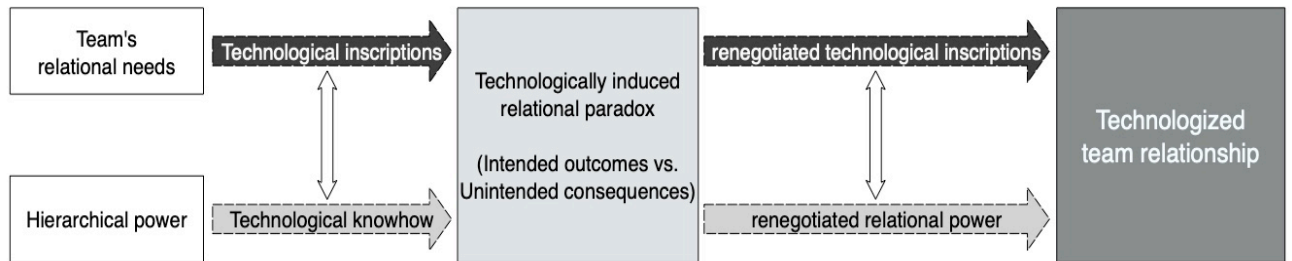 Team's
relational needs
Technological inscriptions
Technologically induced
relational paradox
(Intended outcomes vs.
Unintended consequences)
renegotiated technological inscriptions
Technologized
team relationship
Hierarchical power
Technological knowhow
renegotiated relational power